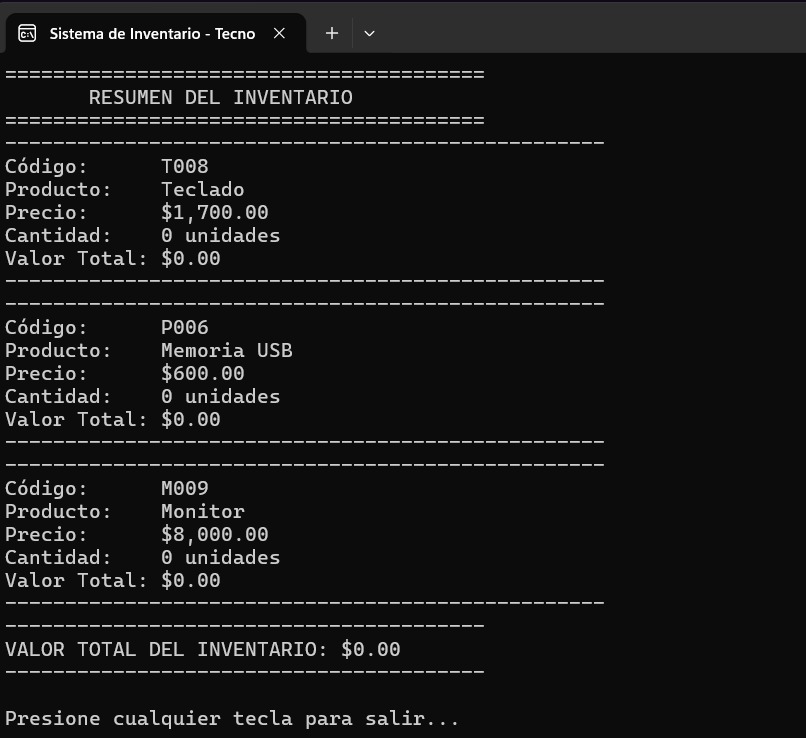 Sistema de Inventario - Tecno
========================================
RESUMEN DEL INVENTARIO
========================================
--------------------------------------------------
Código: T008
Producto: Teclado
Precio: $1,700.00
Cantidad: 0 unidades
Valor Total: $0.00
--------------------------------------------------
--------------------------------------------------
Código: P006
Producto: Memoria USB
Precio: $600.00
Cantidad: 0 unidades
Valor Total: $0.00
--------------------------------------------------
--------------------------------------------------
Código: M009
Producto: Monitor
Precio: $8,000.00
Cantidad: 0 unidades
Valor Total: $0.00
--------------------------------------------------
----------------------------------------
VALOR TOTAL DEL INVENTARIO: $0.00
----------------------------------------
Presione cualquier tecla para salir...